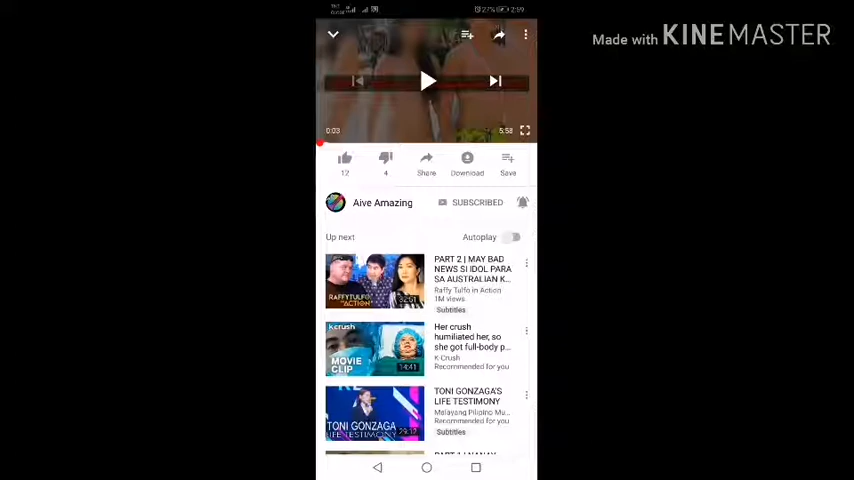 27% 2:59
Made with KINEMASTER
0:03
5:58
12
4
Share
Download
Save
Aive Amazing
SUBSCRIBED
Up next
Autoplay
PART 2 | MAY BAD
NEWS SI IDOL PARA
SA AUSTRALIAN K...
Raffy Tulfo in Action
1M views
Subtitles
RAFFYTULFO
"ACTION"
32:51
Her crush
humiliated her, so
she got full-body p...
K-Crush
Recommended for you
kcrush
MOVIE
CLIP
14:41
TONI GONZAGA'S
LIFE TESTIMONY
Malayang Pilipino Mu...
Recommended for you
Subtitles
TONI GONZAGA
LIFE TESTIMONY